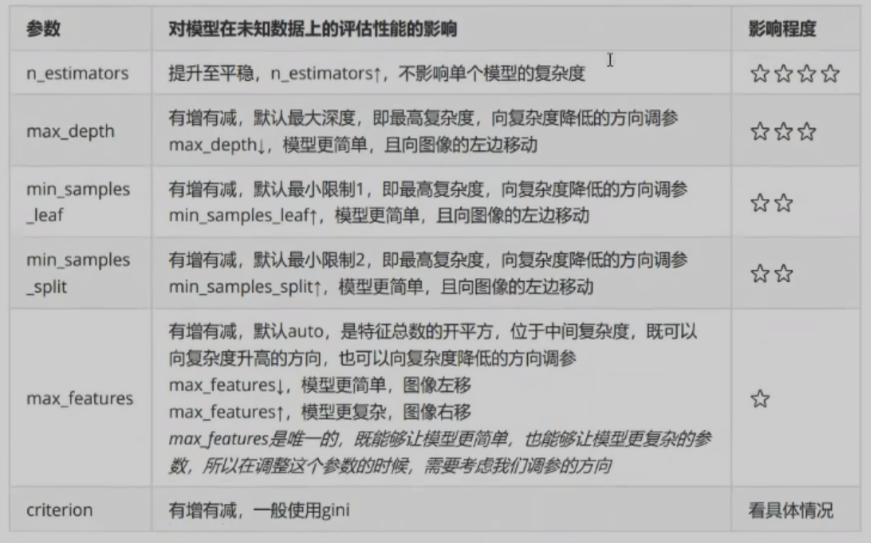 参数
对模型在未知数据上的评估性能的影响
影响程度
n_estimators
提升至平稳，n_estimators↑，不影响单个模型的复杂度
☆☆☆☆
max_depth
有增有减，默认最大深度，即最高复杂度，向复杂度降低的方向调参
max_depth↓，模型更简单，且向图像的左边移动
☆☆☆
min_samples
_leaf
有增有减，默认最小限制1，即最高复杂度，向复杂度降低的方向调参
min_samples_leaf↑，模型更简单，且向图像的左边移动
☆☆
min_samples
_split
有增有减，默认最小限制2，即最高复杂度，向复杂度降低的方向调参
min_samples_split↑，模型更简单，且向图像的左边移动
☆☆
max_features
有增有减，默认auto，是特征总数的开平方，位于中间复杂度，既可以
向复杂度升高的方向，也可以向复杂度降低的方向调参
max_features↓，模型更简单，图像左移
max_features↑，模型更复杂，图像右移
max_features是唯一的，既能够让模型更简单，也能够让模型更复杂的参
数，所以在调整这个参数的时候，需要考虑我们调参的方向
☆
criterion
有增有减，一般使用gini
看具体情况